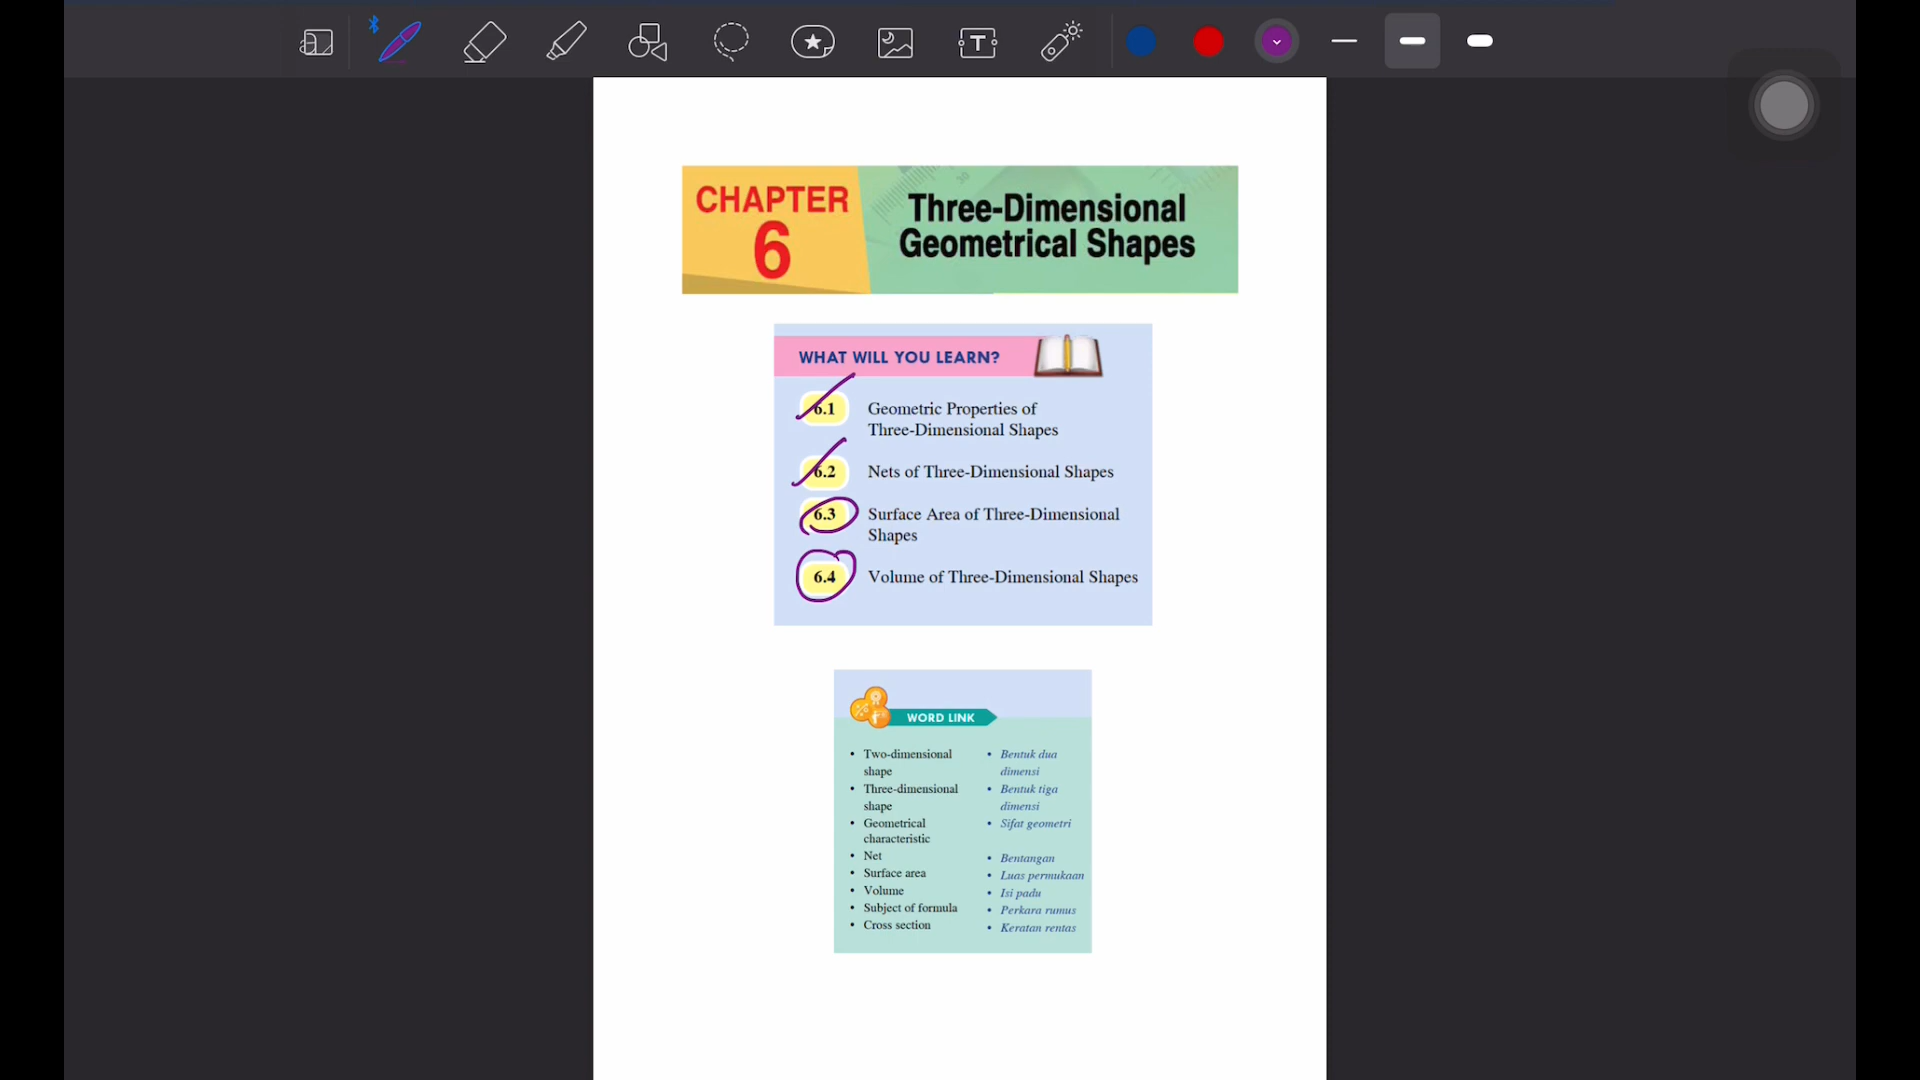 T
CHAPTER
6
Three-Dimensional
Geometrical Shapes
WHAT WILL YOU LEARN?
6.1 Geometric Properties of
Three-Dimensional Shapes
6.2 Nets of Three-Dimensional Shapes
6.3 Surface Area of Three-Dimensional
Shapes
6.4 Volume of Three-Dimensional Shapes
WORD LINK
• Two-dimensional
shape
• Three-dimensional
shape
• Geometrical
characteristic
• Net
• Surface area
• Volume
• Subject of formula
• Cross section
• Bentuk dua
dimensi
• Bentuk tiga
dimensi
• Sifat geometri
• Bentangan
• Luas permukaan
• Isi padu
• Perkara rumus
• Keratan rentas